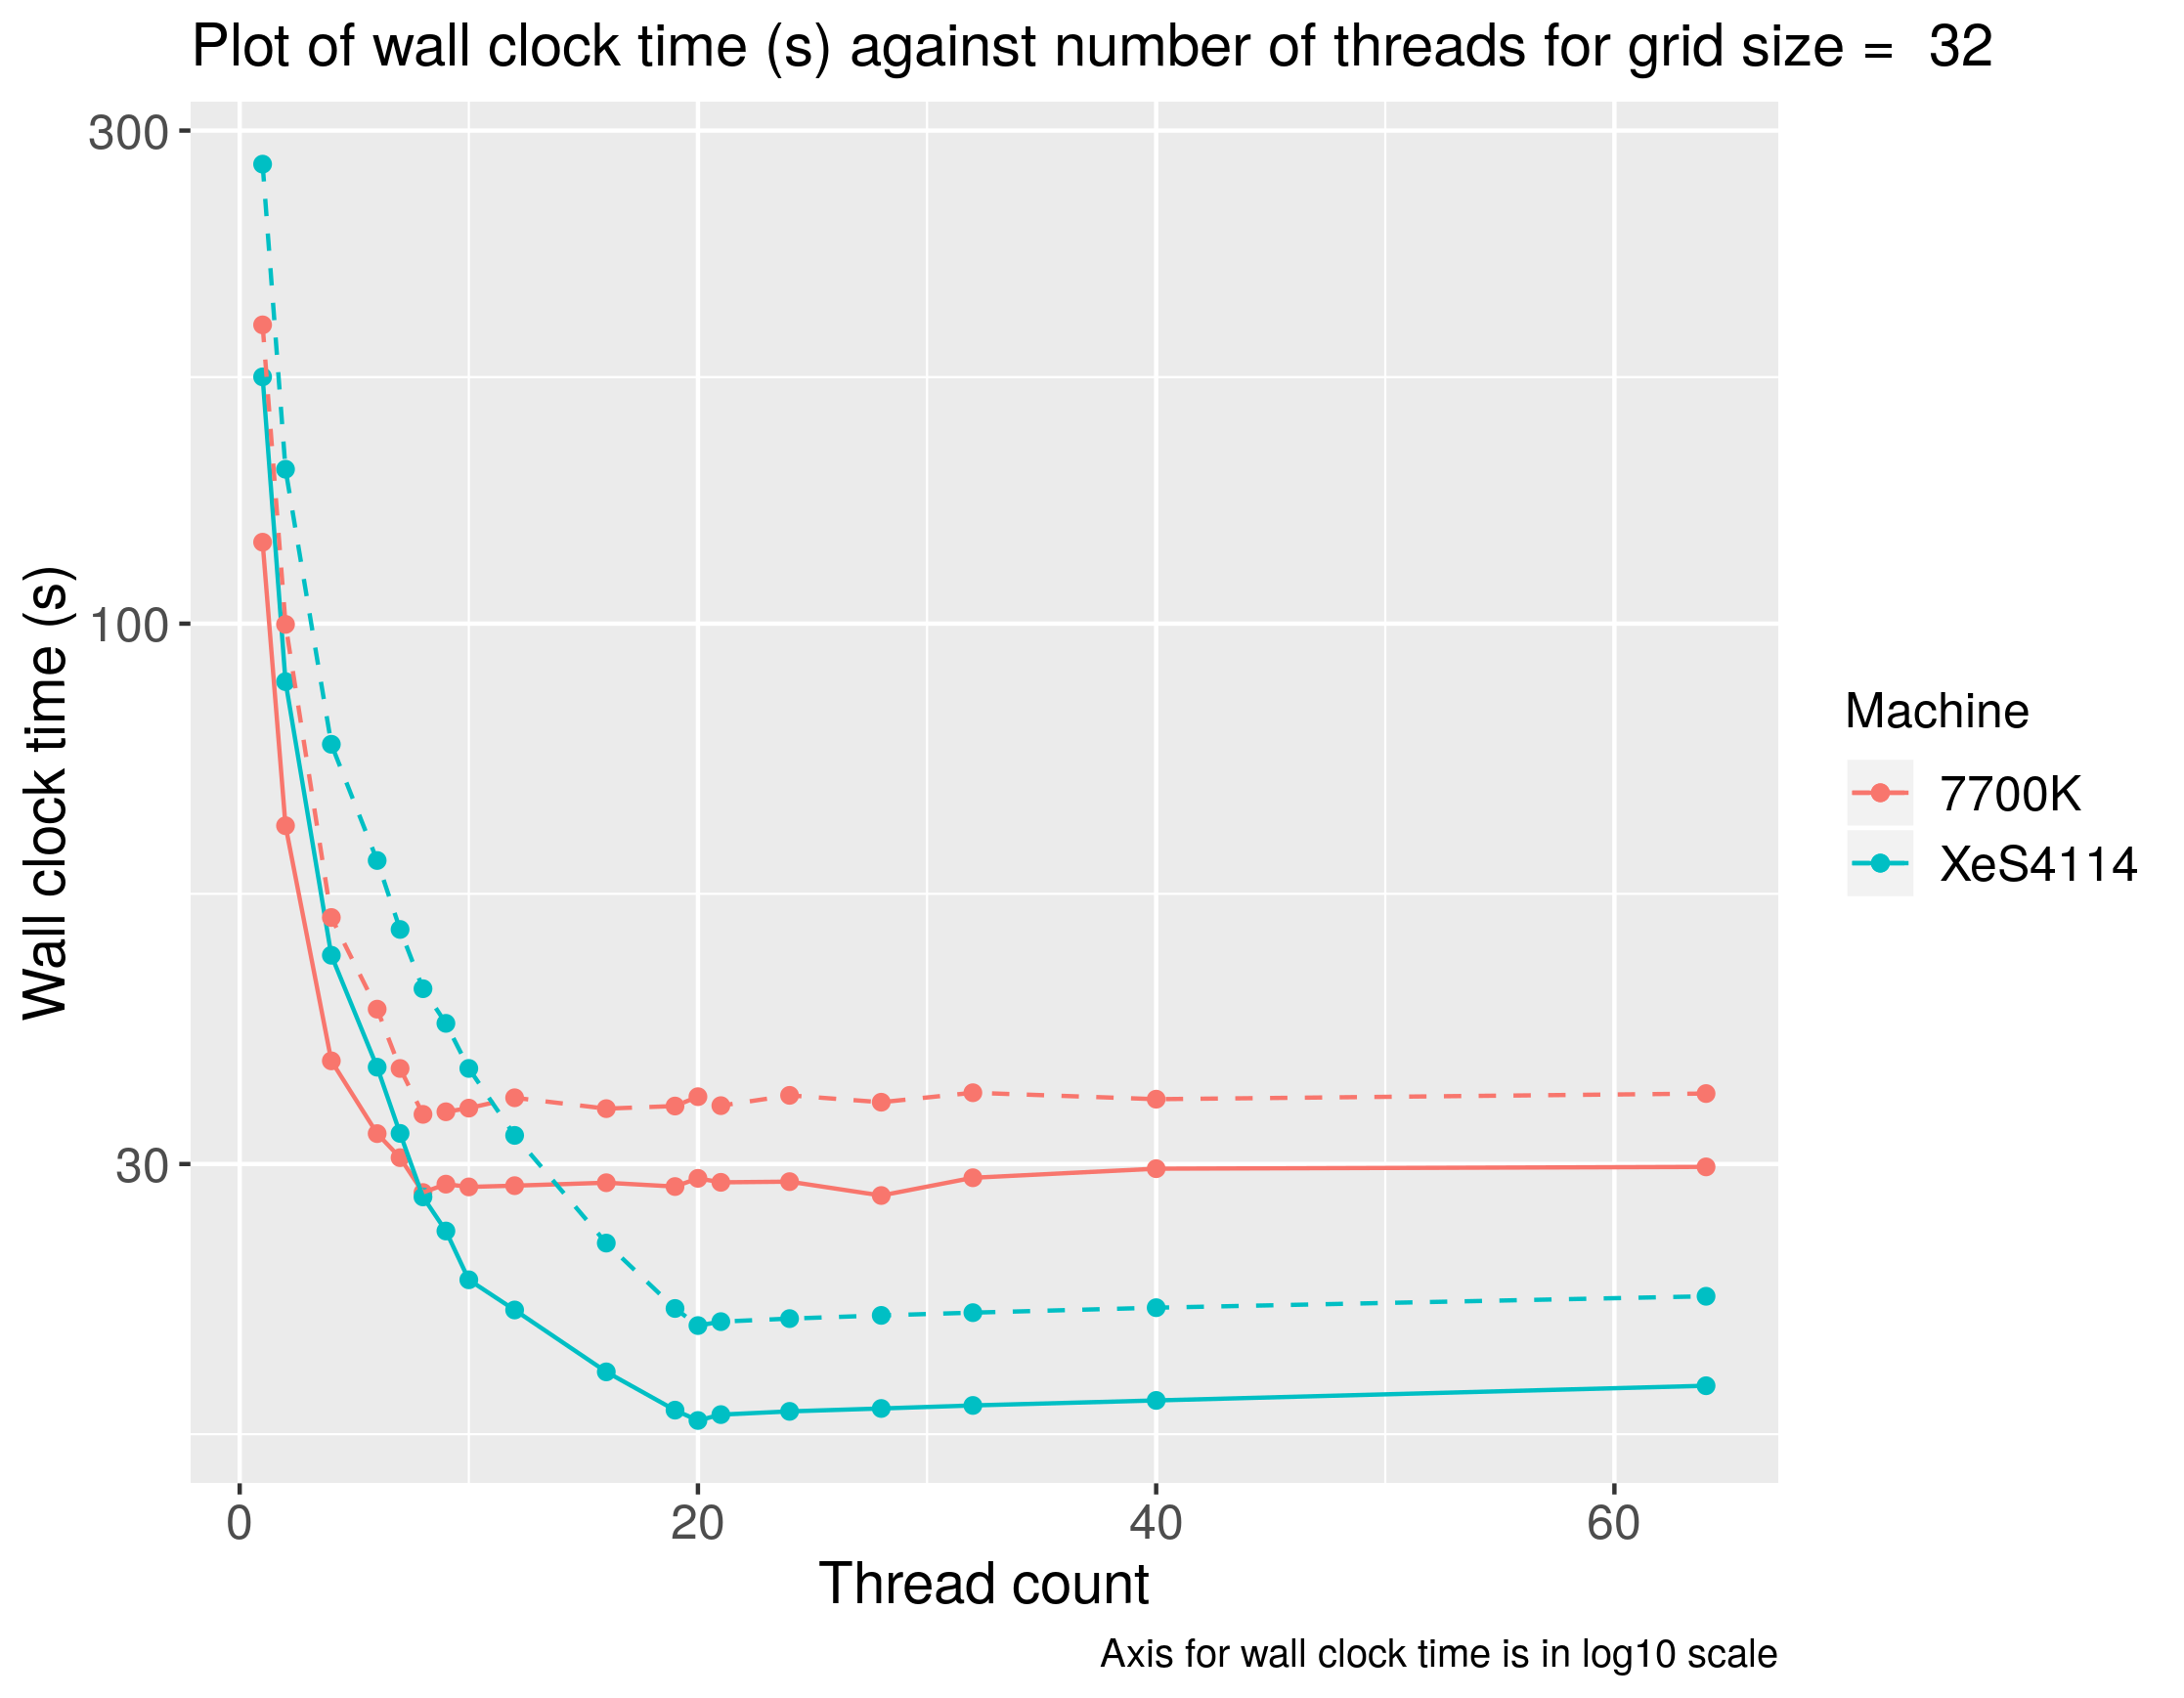 Plot of wall clock time (s) against number of threads for grid size =  32
Wall clock time (s)
300
100
30
0
20
40
60
Thread count
Machine
7700K
XeS4114
Axis for wall clock time is in log10 scale